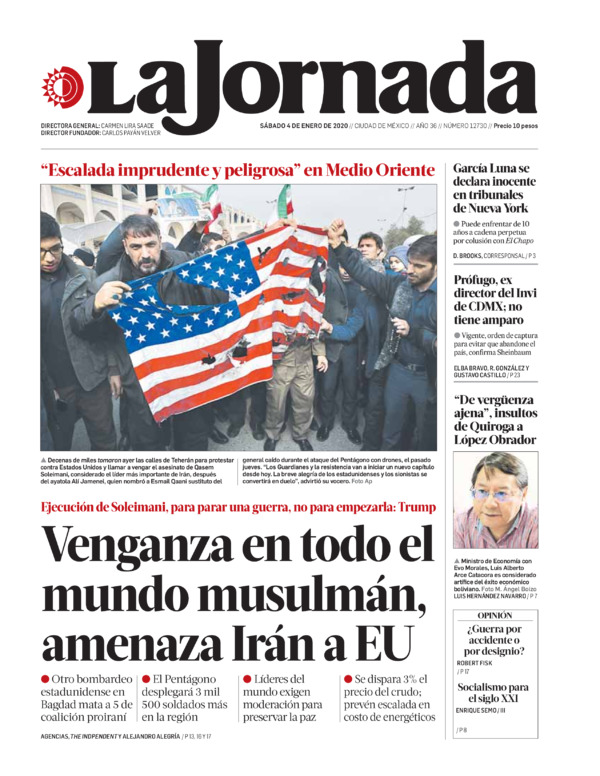 La Jornada
DIRECTORA GENERAL: CARMEN LIRA SAADE
DIRECTOR FUNDADOR: CARLOS PAYÁN VELVER
SÁBADO 4 DE ENERO DE 2020 // CIUDAD DE MÉXICO // AÑO 36 // NÚMERO 12730 // Precio 10 pesos
“Escalada imprudente y peligrosa” en Medio Oriente
▲ Decenas de miles tomaron ayer las calles de Teherán para protestar
contra Estados Unidos y llamar a vengar el asesinato de Qasem
Soleimani, considerado el líder más importante de Irán, después
del ayatola Alí Jamenei, quien nombró a Esmail Qaani sustituto del
general caído durante el ataque del Pentágono con drones, el pasado
jueves. “Los Guardianes y la resistencia van a iniciar un nuevo capítulo
desde hoy. La breve alegría de los estadunidenses y los sionistas se
convertirá en duelo”, advirtió su vocero. Foto Ap
Ejecución de Soleimani, para parar una guerra, no para empezarla: Trump
Venganza en todo el
mundo musulmán,
amenaza Irán a EU
● Otro bombardeo
estadunidense en
Bagdad mata a 5 de
coalición proiraní
● El Pentágono
desplegará 3 mil
500 soldados más
en la región
● Líderes del
mundo exigen
moderación para
preservar la paz
● Se dispara 3% el
precio del crudo;
prevén escalada en
costo de energéticos
AGENCIAS, THE INDPENDENT Y ALEJANDRO ALEGRÍA / P 13, 16 Y 17
García Luna se
declara inocente
en tribunales
de Nueva York
● Puede enfrentar de 10
años a cadena perpetua
por colusión con El Chapo
D. BROOKS, CORRESPONSAL / P 3
Prófugo, ex
director del Invi
de CDMX; no
tiene amparo
● Vigente, orden de captura
para evitar que abandone el
país, confirma Sheinbaum
ELBA BRAVO, R. GONZÁLEZ Y
GUSTAVO CASTILLO / P 23
“De vergüenza
ajena”, insultos
de Quiroga a
López Obrador
▲ Ministro de Economía con
Evo Morales, Luis Alberto
Arce Catacora es considerado
artífice del éxito económico
boliviano. Foto M. Ángel Bolzo
LUIS HERNÁNDEZ NAVARRO / P 7
OPINIÓN
¿Guerra por
accidente o
por designio?
ROBERT FISK
/ P 17
Socialismo para
el siglo XXI
ENRIQUE SEMO / III
/ P 8